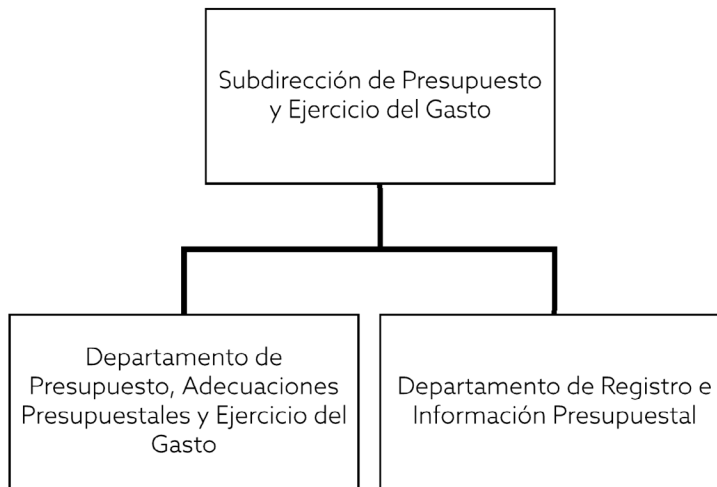 Subdirección de Presupuesto
y Ejercicio del Gasto
Departamento de
Presupuesto, Adecuaciones
Presupuestales y Ejercicio del
Gasto
Departamento de Registro e
Información Presupuestal